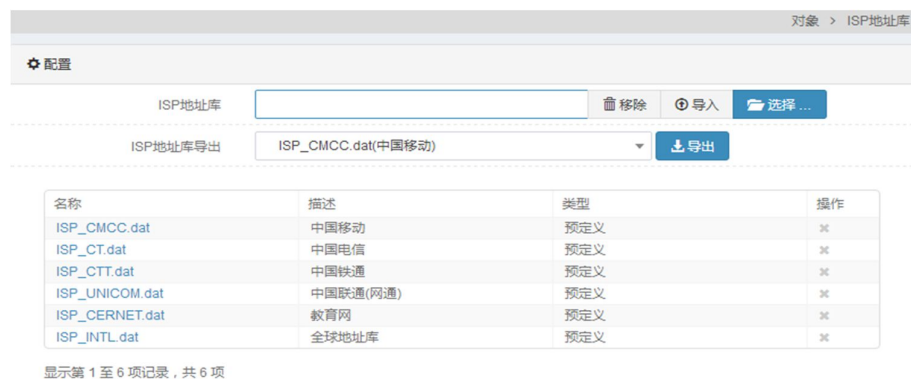 对象 > ISP地址库
配置
ISP地址库 移除 导入 选择 ...
ISP地址库导出 ISP_CMCC.dat(中国移动) 导出
名称 描述 类型 操作
ISP_CMCC.dat 中国移动 预定义
ISP_CT.dat 中国电信 预定义
ISP_CTT.dat 中国铁通 预定义
ISP_UNICOM.dat 中国联通(网通) 预定义
ISP_CERNET.dat 教育网 预定义
ISP_INTL.dat 全球地址库 预定义
显示第 1 至 6 项记录，共 6 项